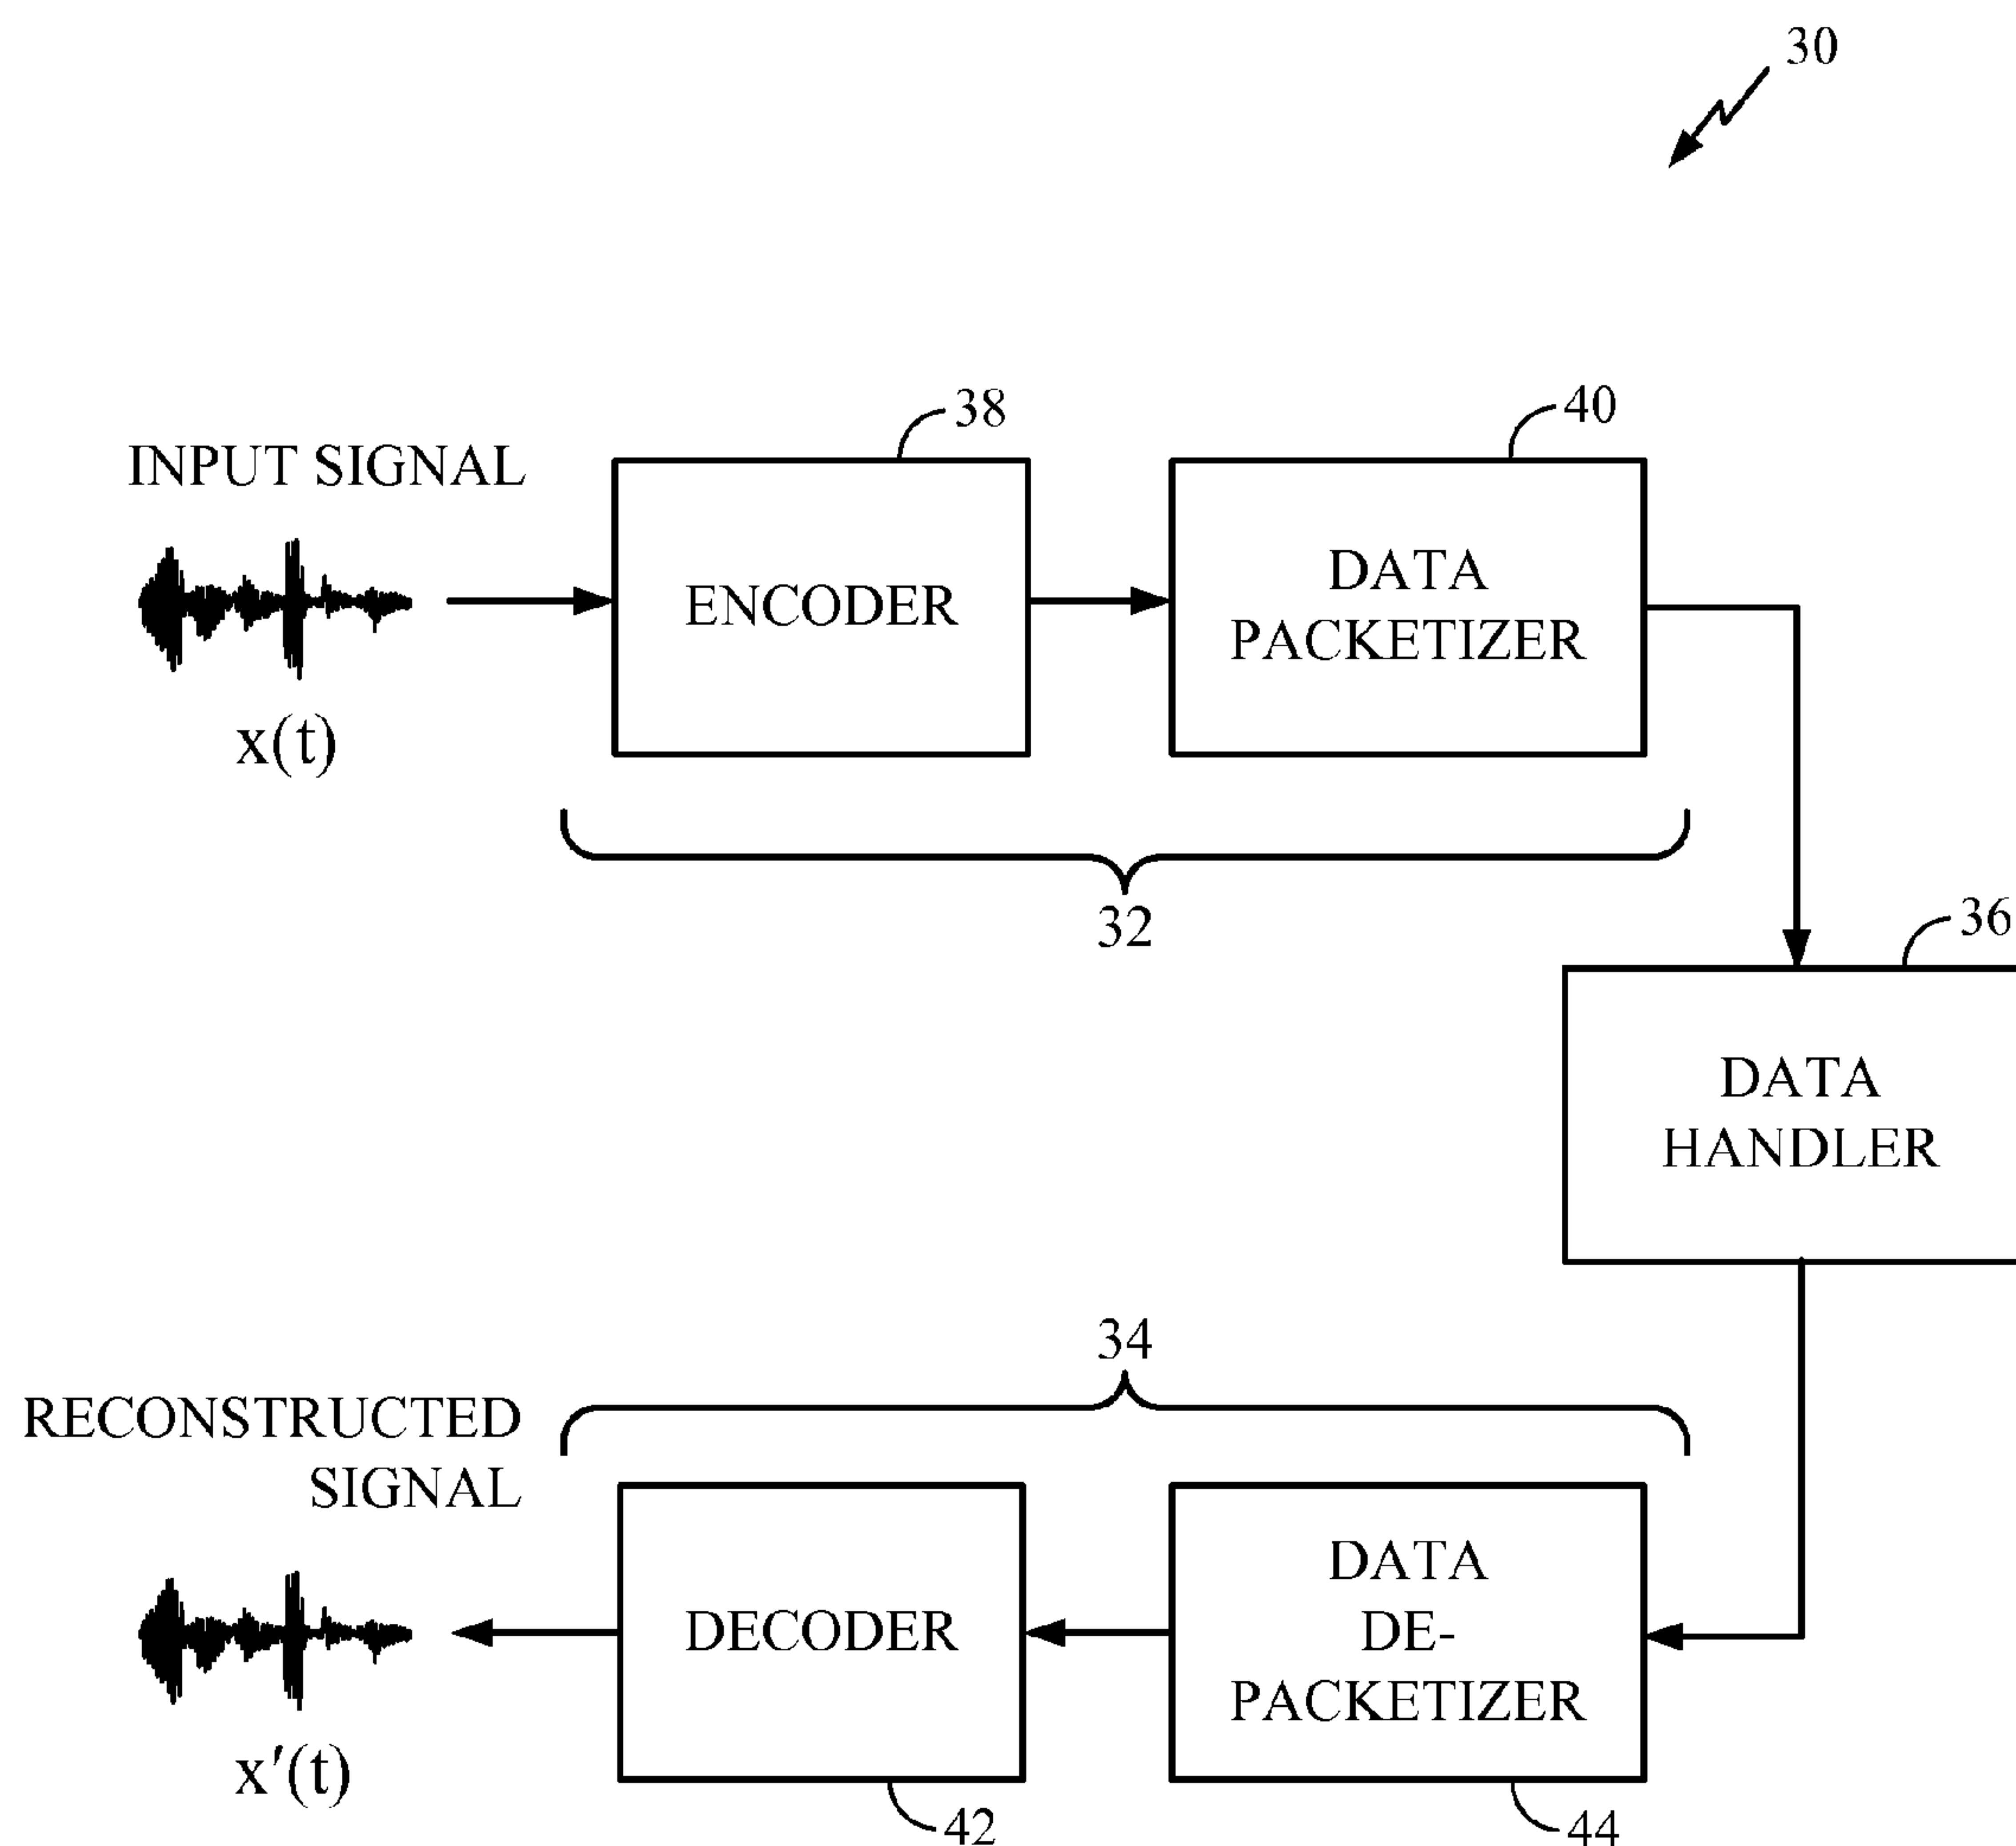 30
38
40
INPUT SIGNAL
ENCODER
DATA
PACKETIZER
x(t)
32
36
DATA
HANDLER
34
RECONSTRUCTED
SIGNAL
DECODER
DATA
DE-
PACKETIZER
x'(t)
42
44